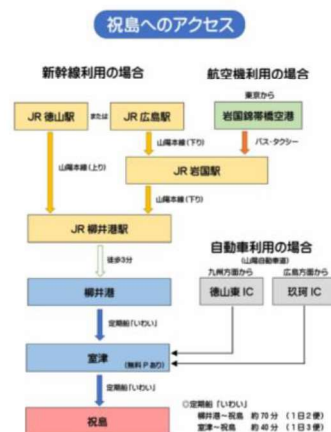 祝島へのアクセス
新幹線利用の場合
航空機利用の場合
東京から
JR 徳山駅
または
JR 広島駅
岩国錦帯橋空港
山陽本線(上り)
山陽本線(下り)
バス・タクシー
JR 岩国駅
山陽本線(下り)
JR 柳井港駅
徒歩3分
自動車利用の場合
(山陽自動車道)
九州方面から
広島方面から
柳井港
徳山東 IC
玖珂 IC
定期船「いわい」
室津
(無料Pあり)
定期船「いわい」
祝島
◎定期船「いわい」
柳井港~祝島 約70分 (1日2便)
室津~祝島 約40分 (1日3便)